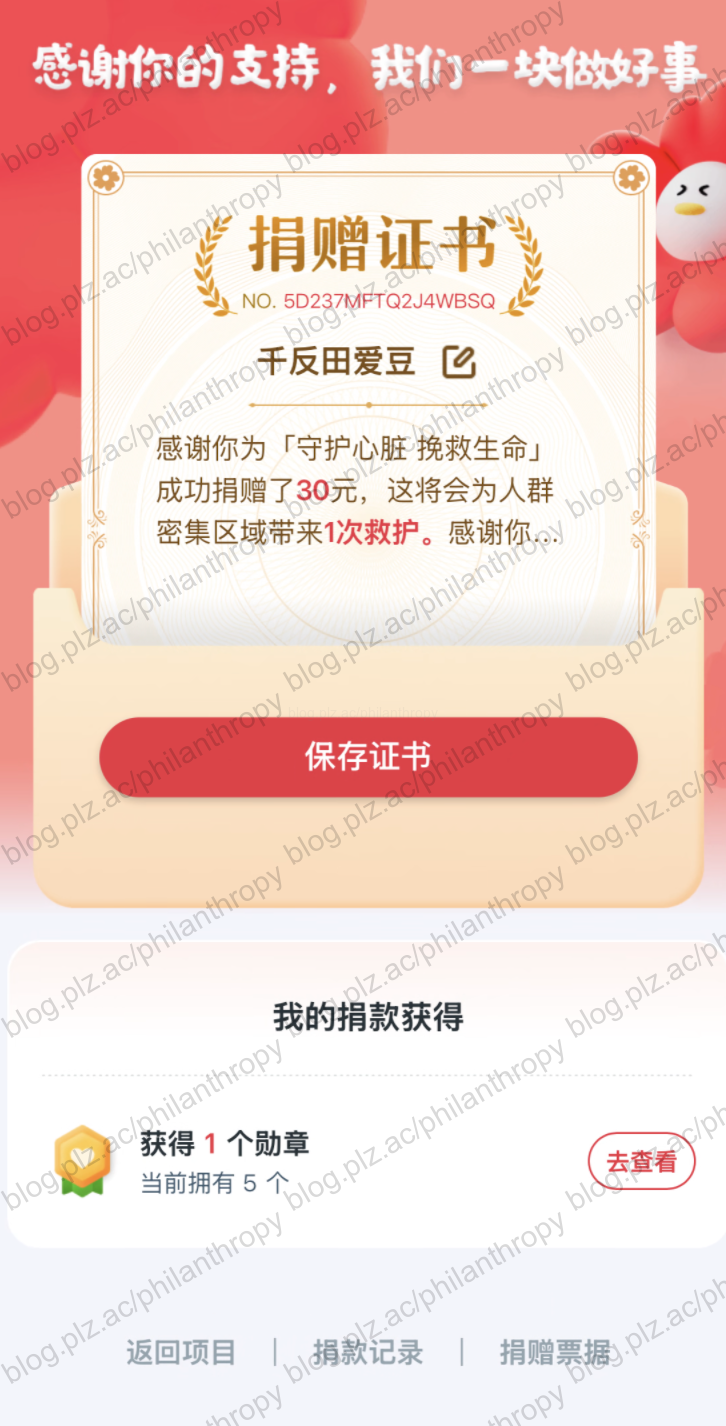 感谢你的支持，我们一块做好事
捐赠证书
NO. 5D237MFTQ2J4WBSQ
千反田爱豆
感谢你为「守护心脏 挽救生命」
成功捐赠了30元，这将会为人群
密集区域带来1次救护。感谢你...
保存证书
我的捐款获得
获得 1 个勋章
当前拥有 5 个
去查看
返回项目 | 捐款记录 | 捐赠票据
blog.plz.ac/philanthropy